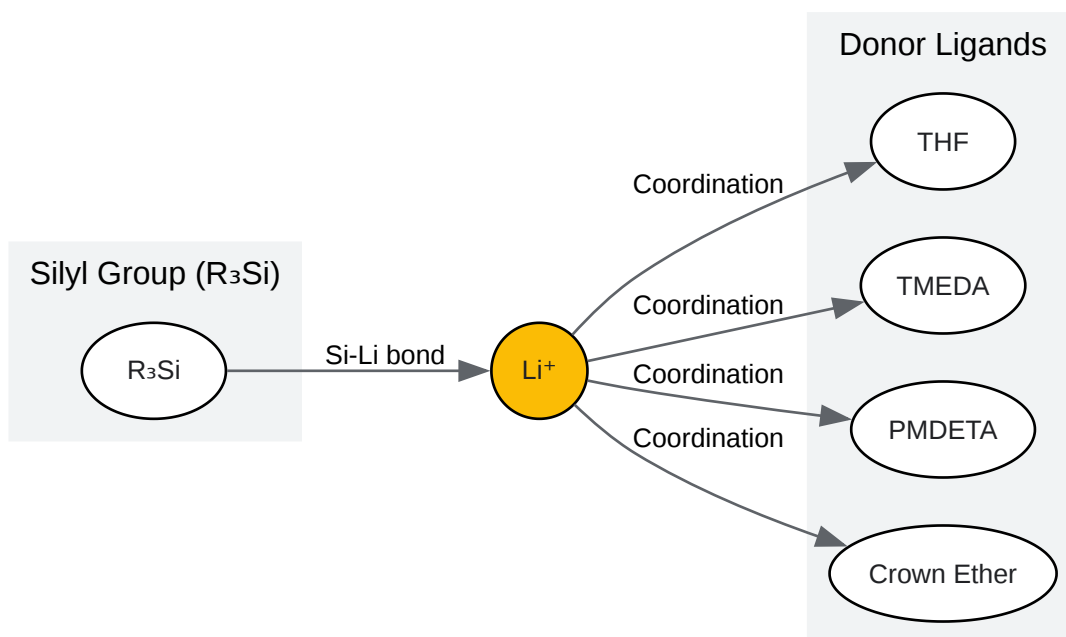 Silyl Group (R₃Si)
R₃Si
Si-Li bond
Li⁺
Coordination
Coordination
Coordination
Coordination
Donor Ligands
THF
TMEDA
PMDETA
Crown Ether